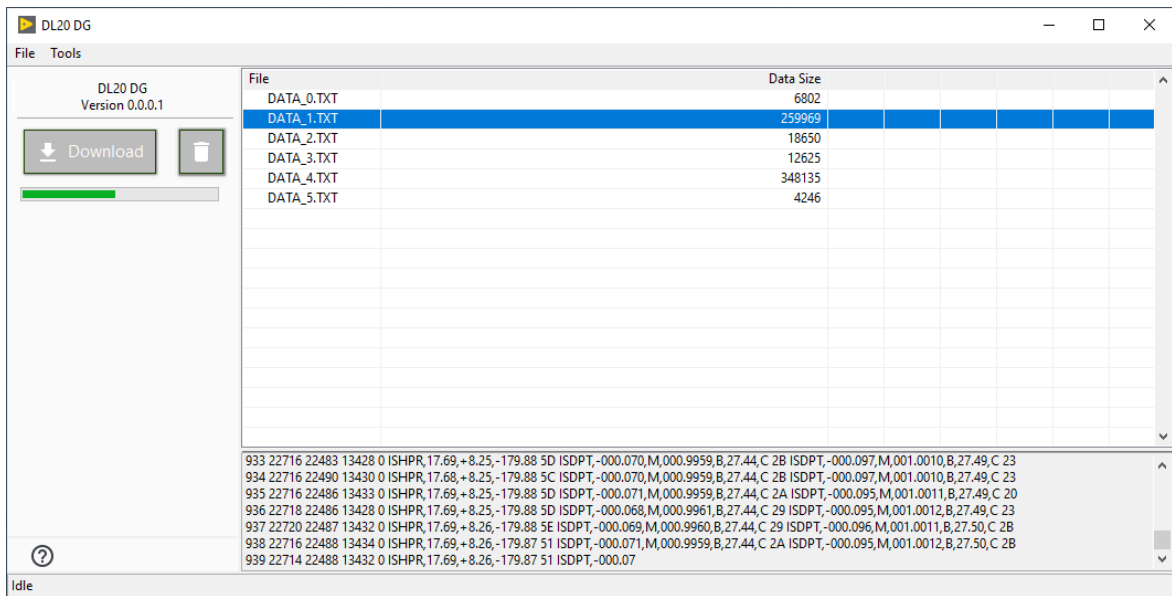 DL20 DG
File Tools
DL20 DG
Version 0.0.0.1
Download
File Data Size
DATA_0.TXT 6802
DATA_1.TXT 259969
DATA_2.TXT 18650
DATA_3.TXT 12625
DATA_4.TXT 348135
DATA_5.TXT 4246
933 22716 22483 13428 0 ISHPR,17.69,+8.25,-179.88 5D ISDPT,-000.070,M,000.9959,B,27.44,C 2B ISDPT,-000.097,M,001.0010,B,27.49,C 23
934 22716 22490 13430 0 ISHPR,17.68,+8.25,-179.88 5C ISDPT,-000.070,M,000.9959,B,27.44,C 2B ISDPT,-000.097,M,001.0010,B,27.49,C 23
935 22716 22486 13433 0 ISHPR,17.69,+8.25,-179.88 5D ISDPT,-000.071,M,000.9959,B,27.44,C 2A ISDPT,-000.095,M,001.0011,B,27.49,C 20
936 22718 22486 13428 0 ISHPR,17.69,+8.25,-179.88 5D ISDPT,-000.068,M,000.9961,B,27.44,C 29 ISDPT,-000.095,M,001.0012,B,27.49,C 23
937 22720 22487 13432 0 ISHPR,17.69,+8.26,-179.88 5E ISDPT,-000.069,M,000.9960,B,27.44,C 29 ISDPT,-000.096,M,001.0011,B,27.50,C 2B
938 22716 22488 13434 0 ISHPR,17.69,+8.26,-179.87 51 ISDPT,-000.071,M,000.9959,B,27.44,C 2A ISDPT,-000.095,M,001.0012,B,27.50,C 2B
939 22714 22488 13432 0 ISHPR,17.69,+8.26,-179.87 51 ISDPT,-000.07
Idle